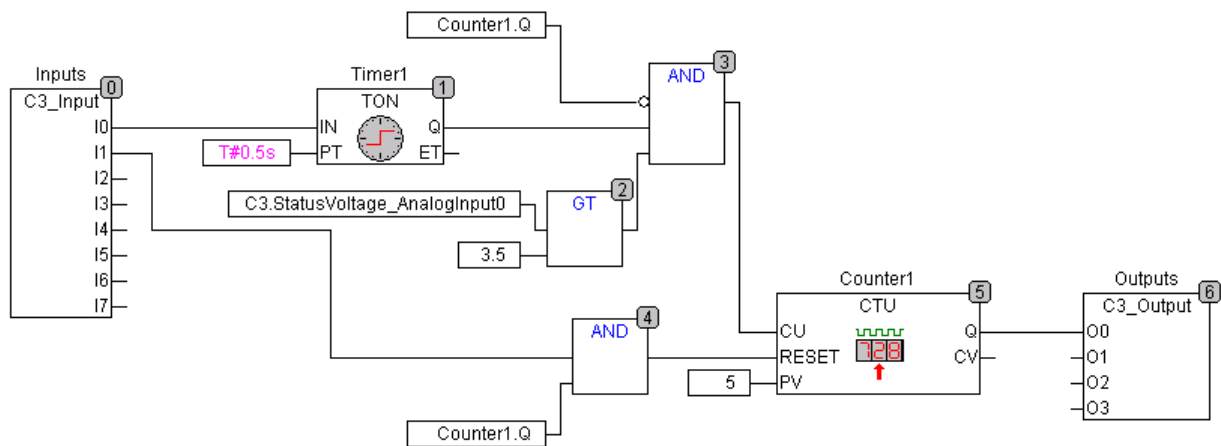 Counter1.Q
Inputs
0
C3_Input
I0
I1
I2
I3
I4
I5
I6
I7
Timer1
1
TON
IN
Q
PT
ET
T#0.5s
3
AND
C3.StatusVoltage_AnalogInput0
2
GT
3.5
4
AND
Counter1.Q
Counter1
5
CTU
CU
Q
RESET
CV
PV
728
5
Outputs
6
C3_Output
O0
O1
O2
O3